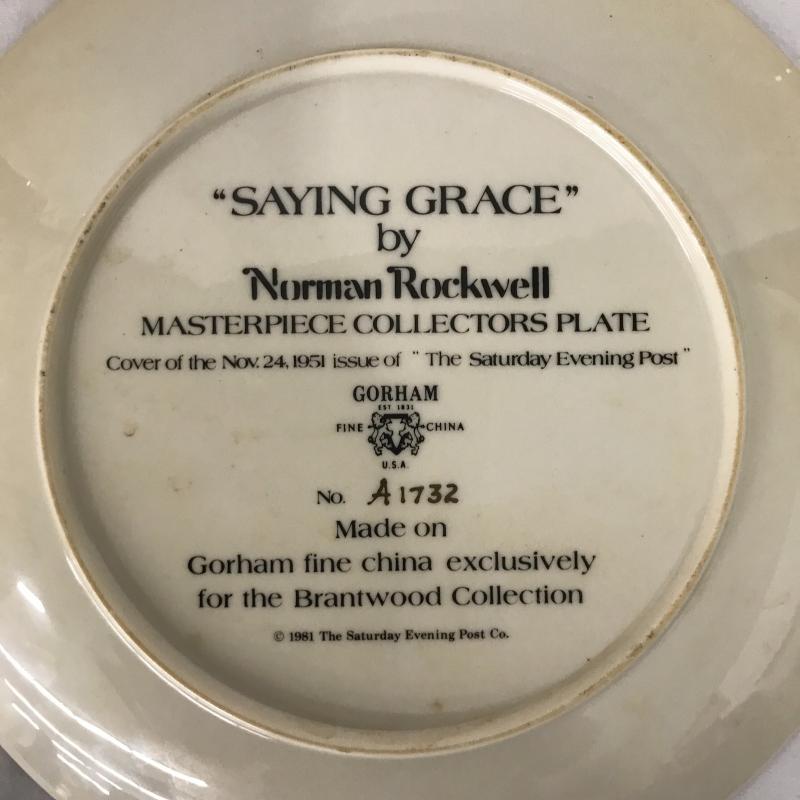 “SAYING GRACE”
by
Norman Rockwell
MASTERPIECE COLLECTORS PLATE
Cover of the Nov. 24, 1951 issue of " The Saturday Evening Post "
GORHAM
EST 1831
FINE CHINA
U.S.A.
No. A1732
Made on
Gorham fine china exclusively
for the Brantwood Collection
© 1981 The Saturday Evening Post Co.